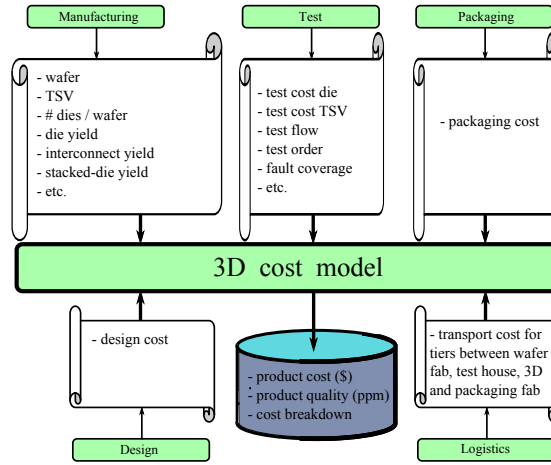 Manufacturing
Test
Packaging
- wafer
- TSV
- # dies / wafer
- die yield
- interconnect yield
- stacked-die yield
- etc.
- test cost die
- test cost TSV
- test flow
- test order
- fault coverage
- etc.
- packaging cost
3D cost model
- design cost
- product cost ($)
- product quality (ppm)
- cost breakdown
- transport cost for
tiers between wafer
fab, test house, 3D
and packaging fab
Design
Logistics